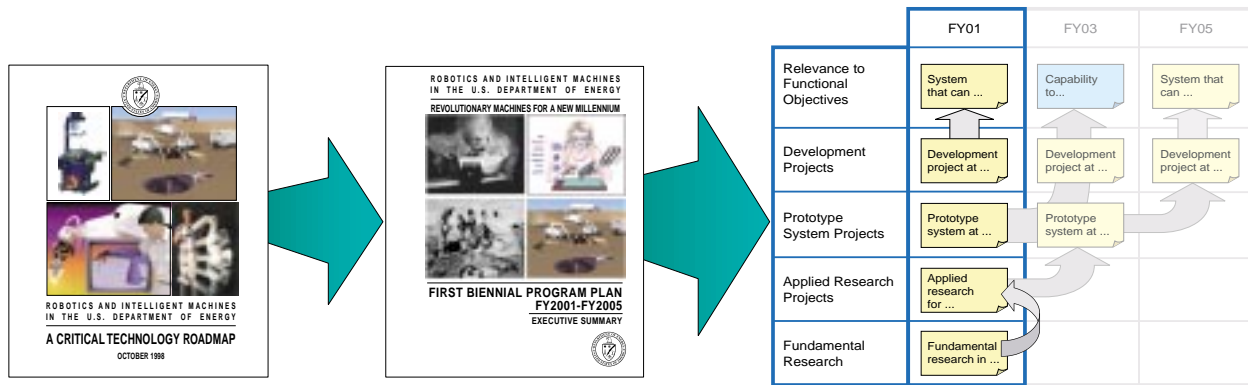 ROBOTICS AND INTELLIGENT MACHINES
IN THE U.S. DEPARTMENT OF ENERGY
A CRITICAL TECHNOLOGY ROADMAP
OCTOBER 1998
ROBOTICS AND INTELLIGENT MACHINES
IN THE U.S. DEPARTMENT OF ENERGY
REVOLUTIONARY MACHINES FOR A NEW MILLENNIUM
FIRST BIENNIAL PROGRAM PLAN
FY2001-FY2005
EXECUTIVE SUMMARY
FY01
FY03
FY05
Relevance to
Functional
Objectives
System
that can ...
Capability
to...
System that
can ...
Development
Projects
Development
project at ...
Development
project at ...
Development
project at ...
Prototype
System Projects
Prototype
system at ...
Prototype
system at ...
Applied Research
Projects
Applied
research
for ...
Fundamental
Research
Fundamental
research in ...